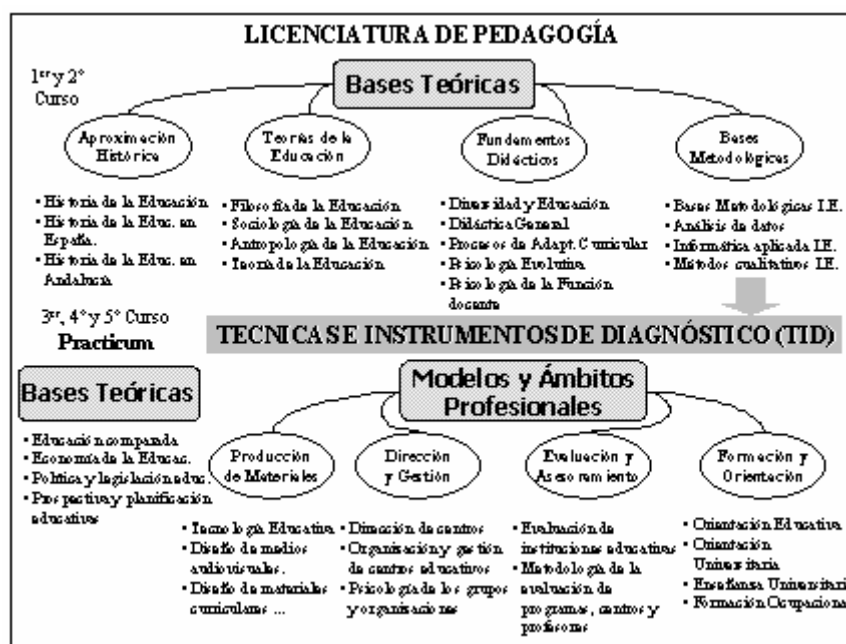 LICENCIATURA DE PEDAGOGÍA
1er y 2º
Curso
Bases Teóricas
Aproximación
Histórica
Teorías de la
Educación
Fundamentos
Didácticos
Bases
Metodológicas
• Historia de la Educación
• Historia de la Educ. en
España.
• Historia de la Educ. en
Andalucía
• Filosofía de la Educación
• Sociología de la Educación
• Antropología de la Educación
• Teoría de la Educación
• Diversidad y Educación
• Didáctica General
• Procesos de Adapt. Curricular
• Psicología Evolutiva
• Psicología de la Función
docente
• Bases Metodológicas I.E.
• Análisis de datos
• Informática aplicada I.E.
• Métodos cualitativos I.E.
3er, 4º y 5º Curso
Practicum
TECNICAS E INSTRUMENTOS DE DIAGNÓSTICO (TID)
Bases Teóricas
• Educación comparada
• Economía de la Educac.
• Política y legislación educ.
• Prospectiva y planificación
educativas
Modelos y Ámbitos
Profesionales
Producción
de Materiales
Dirección
y Gestión
Evaluación y
Asesoramiento
Formación y
Orientación
• Tecnología Educativa
• Diseño de medios
audiovisuales.
• Diseño de materiales
curriculares ...
• Dirección de centros
• Organización y gestión
de centros educativos
• Psicología de los grupos
y organizaciones
• Evaluación de
instituciones educativas
• Metodología de la
evaluación de
programas, centros y
profesores
• Orientación Educativa
• Orientación
Universitaria
• Enseñanza Universitari
• Formación Ocupaciona